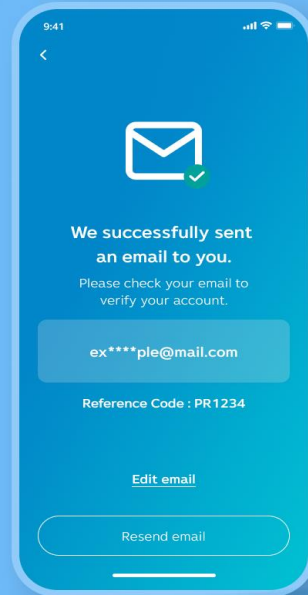 9:41
We successfully sent
an email to you.
Please check your email to
verify your account.
ex****ple@mail.com
Reference Code : PR1234
Edit email
Resend email